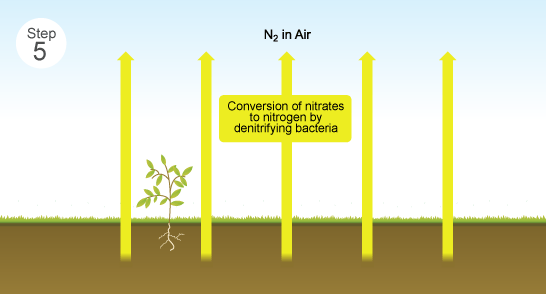 Step
5
N₂ in Air
Conversion of nitrates
to nitrogen by
denitrifying bacteria